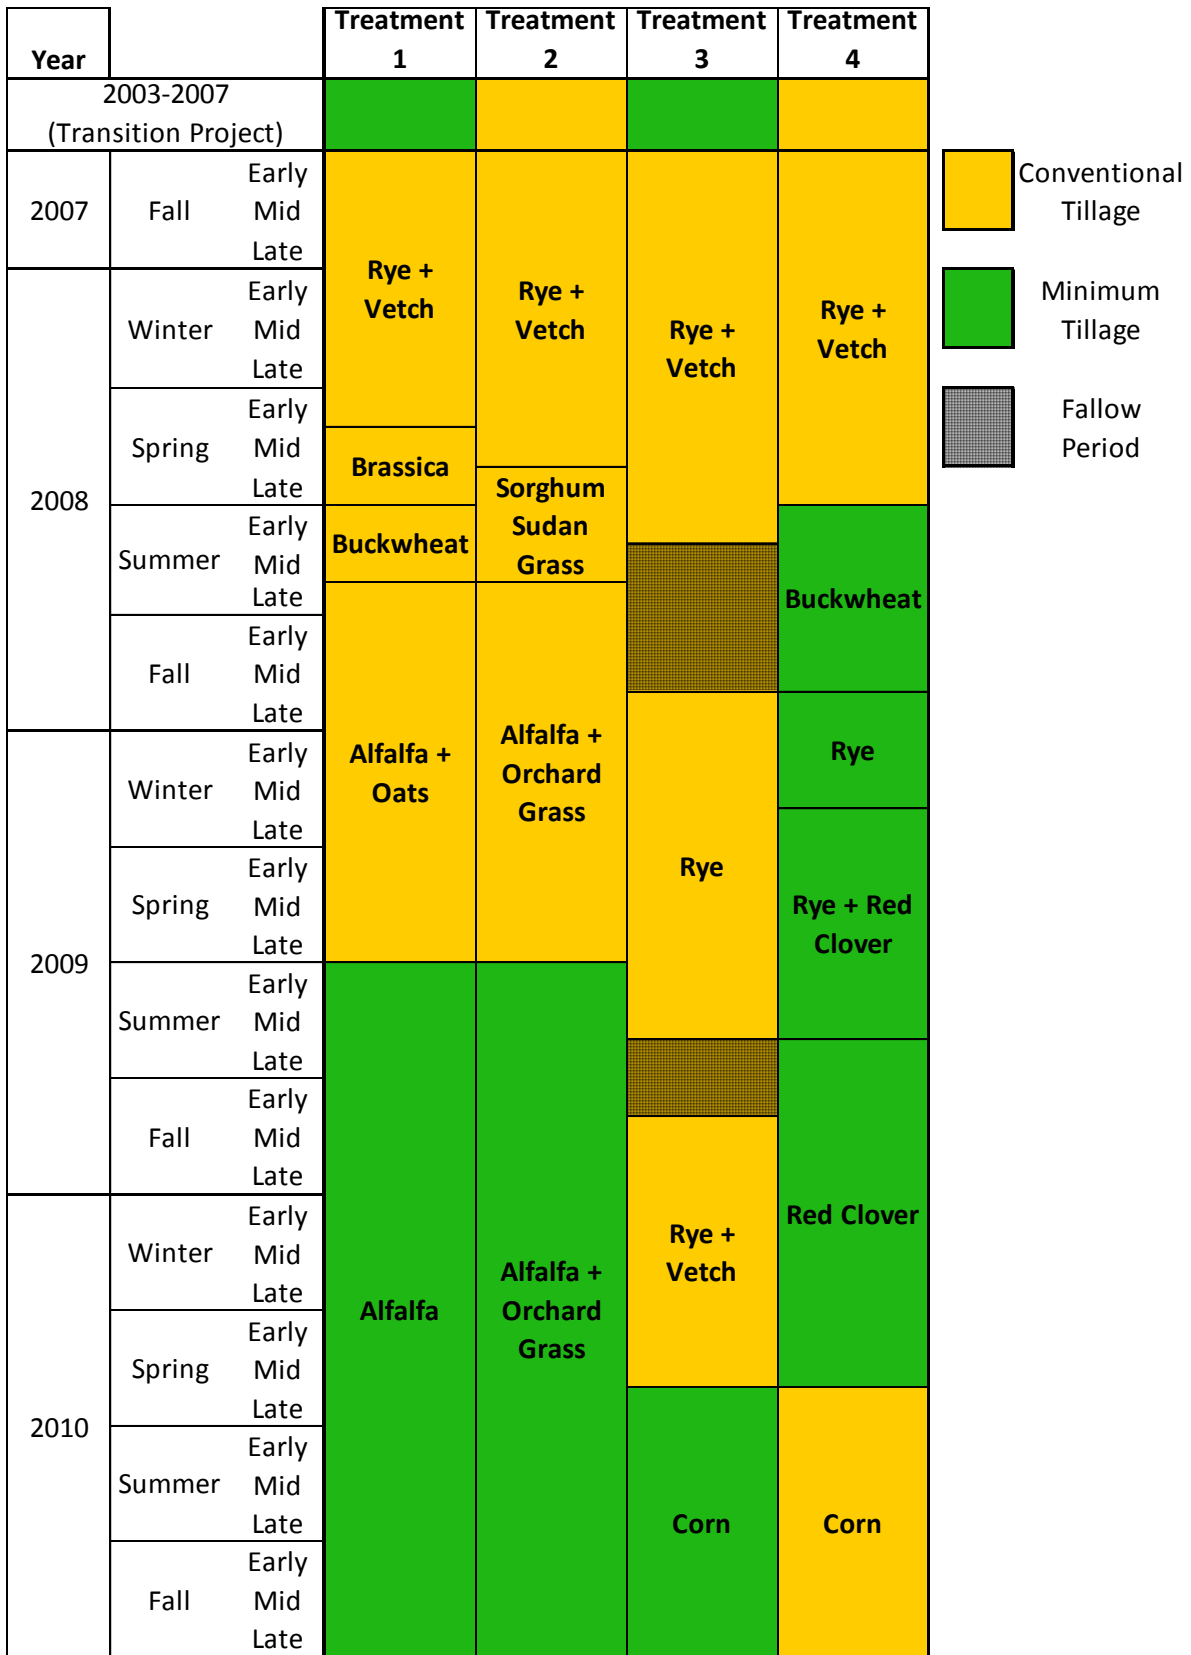 Year
Treatment 1
Treatment 2
Treatment 3
Treatment 4
2003-2007
(Transition Project)
2007
Fall
Early
Mid
Late
2008
Winter
Early
Mid
Late
Spring
Early
Mid
Late
Summer
Early
Mid
Late
Fall
Early
Mid
Late
2009
Winter
Early
Mid
Late
Spring
Early
Mid
Late
Summer
Early
Mid
Late
Fall
Early
Mid
Late
2010
Winter
Early
Mid
Late
Spring
Early
Mid
Late
Summer
Early
Mid
Late
Fall
Early
Mid
Late
Rye +
Vetch
Brassica
Buckwheat
Alfalfa +
Oats
Alfalfa
Rye +
Vetch
Sorghum
Sudan
Grass
Alfalfa +
Orchard
Grass
Alfalfa +
Orchard
Grass
Rye +
Vetch
Rye
Rye +
Vetch
Corn
Rye +
Vetch
Buckwheat
Rye
Rye + Red
Clover
Red Clover
Corn
Conventional
Tillage
Minimum
Tillage
Fallow
Period